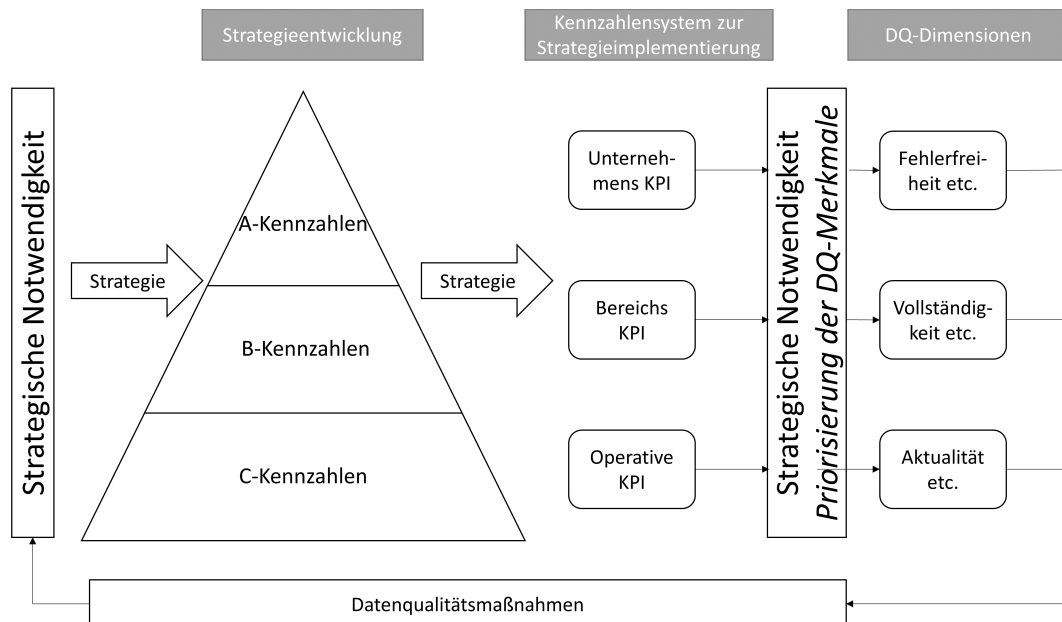 Strategieentwicklung
Kennzahlensystem zur
Strategieimplementierung
DQ-Dimensionen
Strategische Notwendigkeit
Strategie
A-Kennzahlen
B-Kennzahlen
C-Kennzahlen
Strategie
Unterneh-
mens KPI
Bereichs
KPI
Operative
KPI
Strategische Notwendigkeit
Priorisierung der DQ-Merkmale
Fehlerfrei-
heit etc.
Vollständig-
keit etc.
Aktualität
etc.
Datenqualitätsmaßnahmen